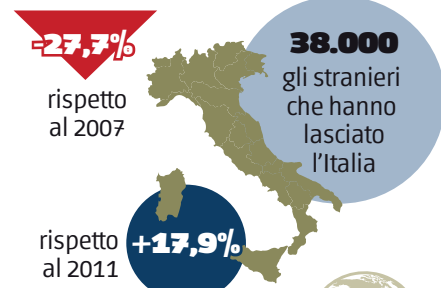 -27,7%
rispetto
al 2007
38.000
gli stranieri
che hanno
lasciato
l'Italia
rispetto
al 2011
+17,9%